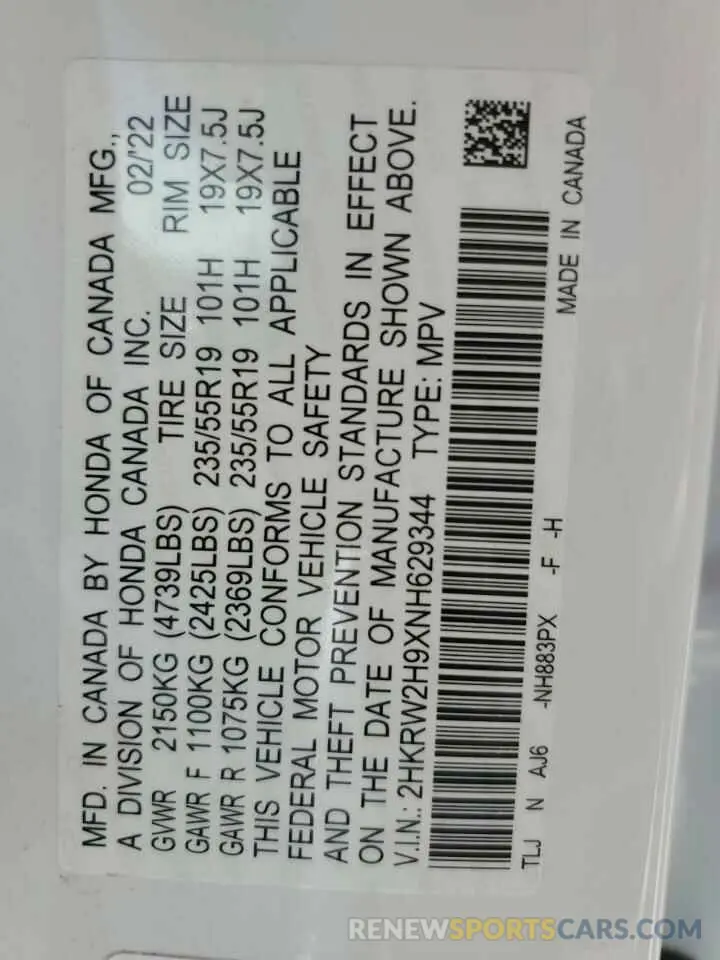 MFD. IN CANADA BY HONDA OF CANADA MFG.,
A DIVISION OF HONDA CANADA INC. 02/'22
GVWR 2150KG (4739LBS) TIRE SIZE RIM SIZE
GAWR F 1100KG (2425LBS) 235/55R19 101H 19X7.5J
GAWR R 1075KG (2369LBS) 235/55R19 101H 19X7.5J
THIS VEHICLE CONFORMS TO ALL APPLICABLE
FEDERAL MOTOR VEHICLE SAFETY
AND THEFT PREVENTION STANDARDS IN EFFECT
ON THE DATE OF MANUFACTURE SHOWN ABOVE.
V.I.N.: 2HKRW2H9XNH629344 TYPE: MPV
TLJ N AJ6 -NH883PX -F -H
MADE IN CANADA
RENEWSPORTSCARS.COM